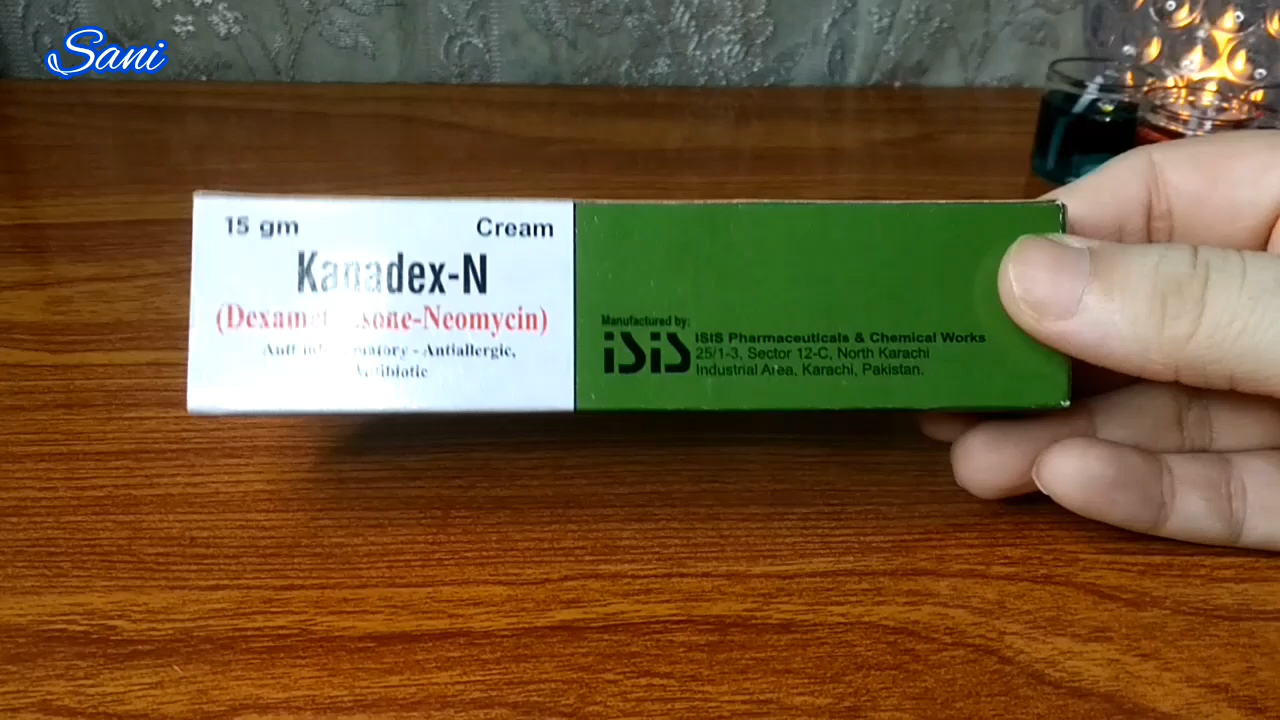 Sani
15 gm
Cream
Kanadex-N
(Dexamethasone-Neomycin)
Antiallergic,
Antibiotic
Manufactured by:
iSiS
ISIS Pharmaceuticals & Chemical Works
25/1-3, Sector 12-C, North Karachi
Industrial Area, Karachi, Pakistan.